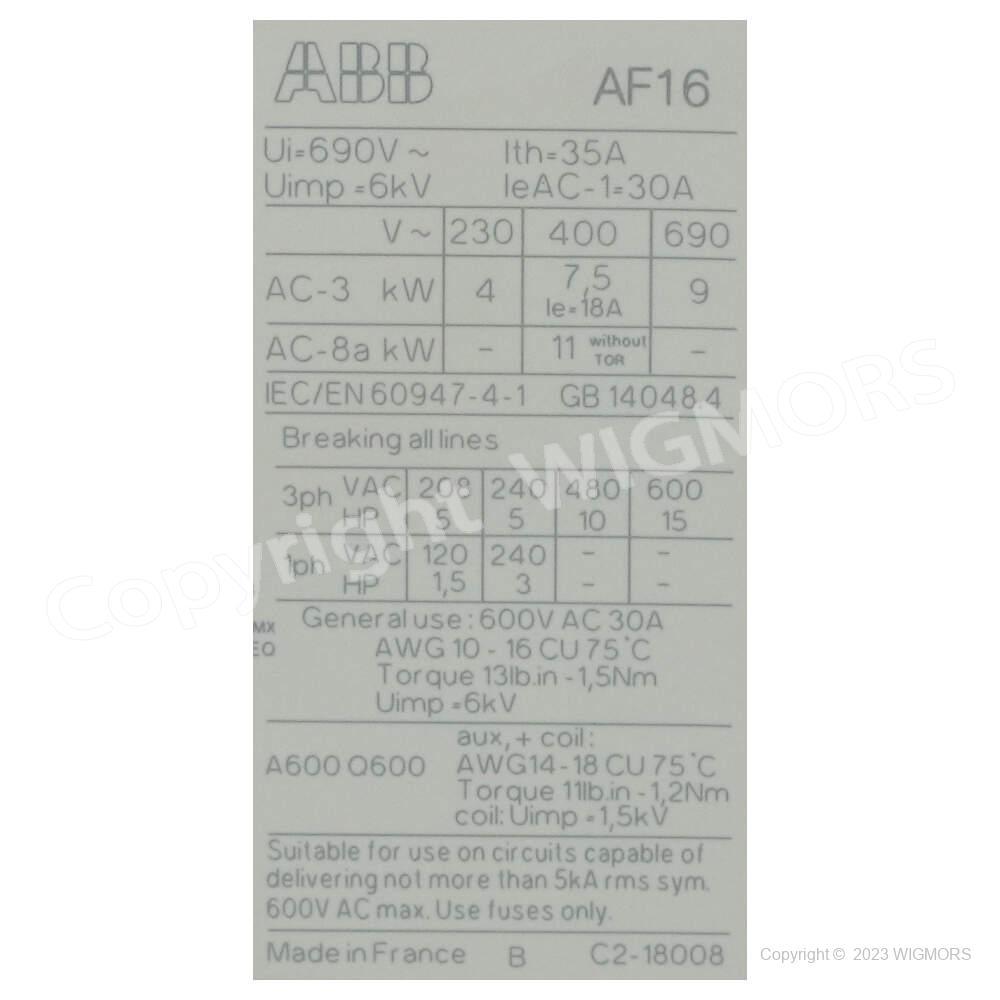 ABB AF16
Ui=690V ~ Ith=35A
Uimp =6kV IeAC-1=30A
V ~ 230 400 690
AC-3 kW 4 7,5 9
Ie=18A
AC-8a kW - 11 without TOR -
IEC/EN 60947-4-1 GB 14048.4
Breaking all lines
3ph VAC 208 240 480 600
HP 5 5 10 15
1ph VAC 120 240 - -
HP 1,5 3 - -
General use : 600V AC 30A
MX
EQ
AWG 10 - 16 CU 75°C
Torque 13lb.in -1,5Nm
Uimp =6kV
aux, + coil:
A600 Q600 AWG14-18 CU 75°C
Torque 11lb.in -1,2Nm
coil: Uimp =1,5kV
Suitable for use on circuits capable of
delivering not more than 5kA rms sym.
600V AC max. Use fuses only.
Made in France B C2-18008
Copyright WIGMORS
Copyright © 2023 WIGMORS